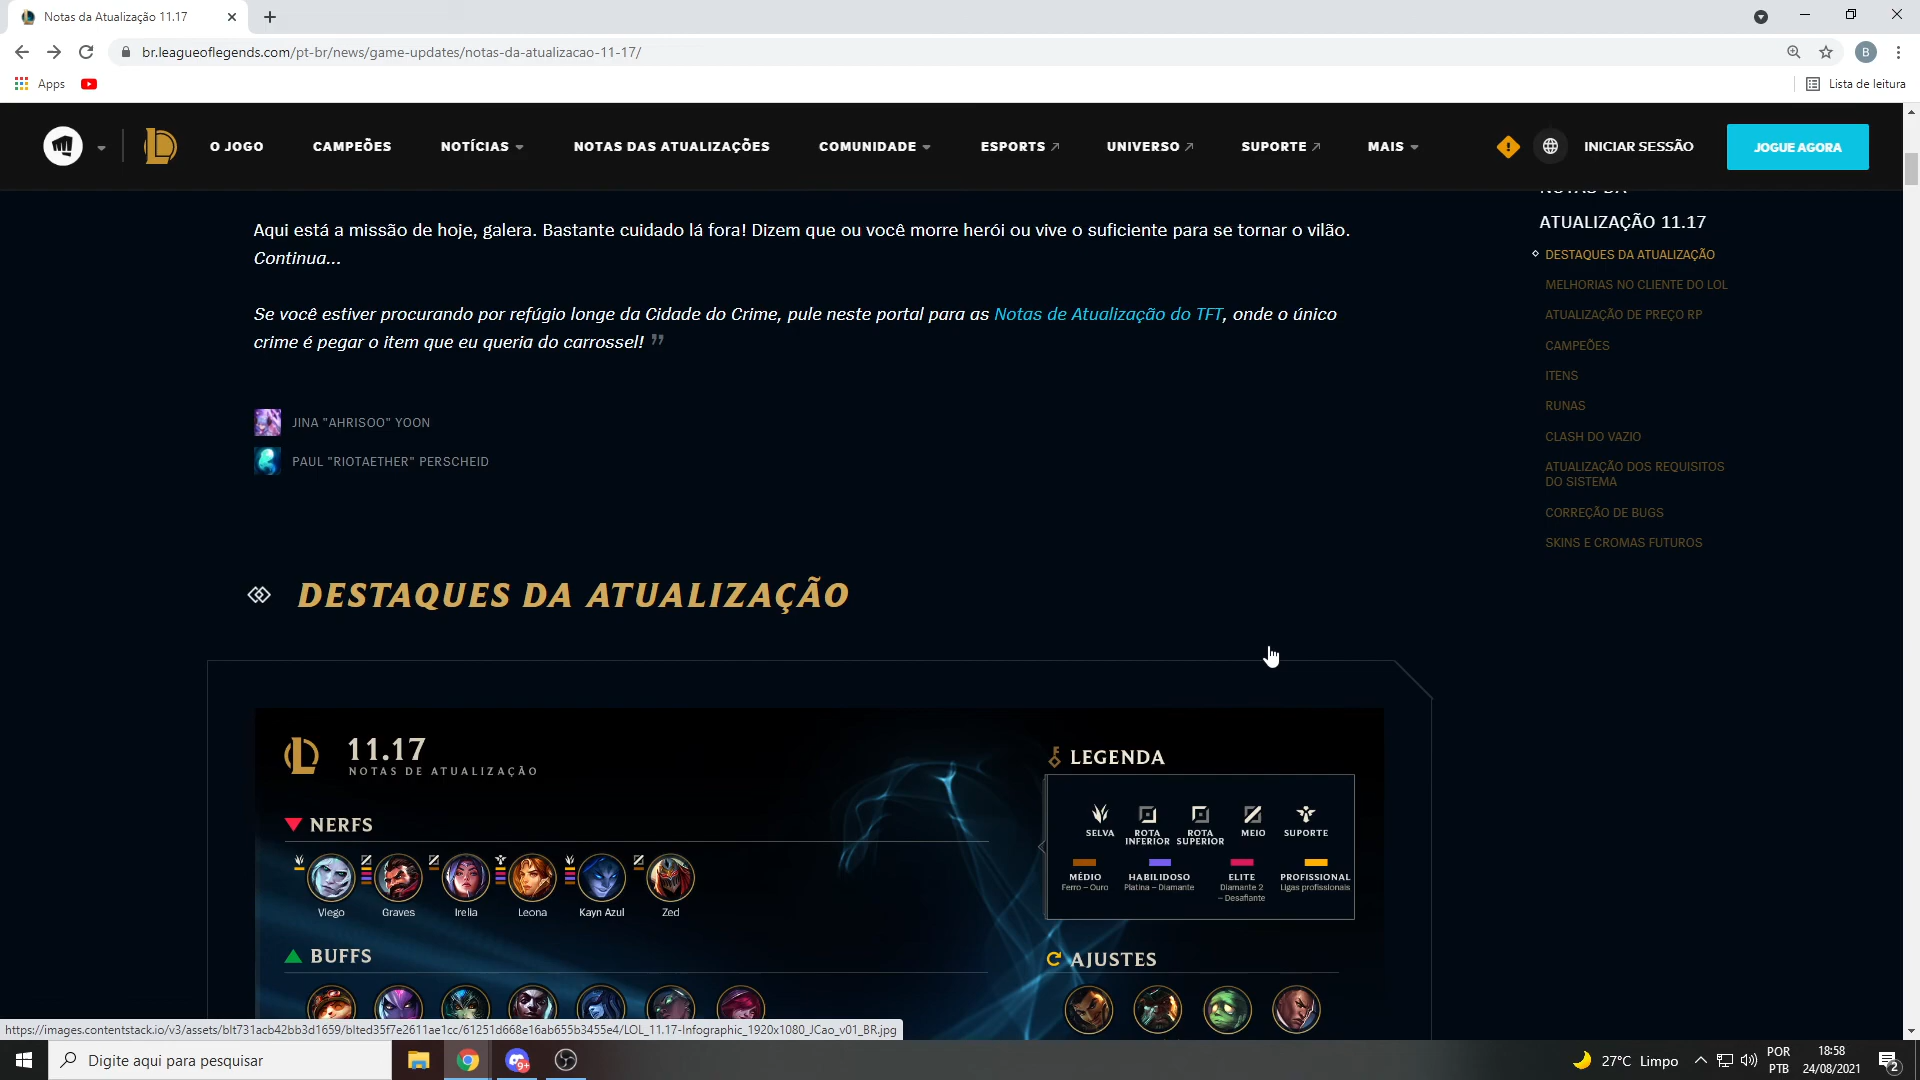 Notas da Atualização 11.17
br.leagueoflegends.com/pt-br/news/game-updates/notas-da-atualizacao-11-17/
B
Apps
Lista de leitura
O JOGO
CAMPEÕES
NOTÍCIAS
NOTAS DAS ATUALIZAÇÕES
COMUNIDADE
ESPORTS
UNIVERSO
SUPORTE
MAIS
INICIAR SESSÃO
JOGUE AGORA
Aqui está a missão de hoje, galera. Bastante cuidado lá fora! Dizem que ou você morre herói ou vive o suficiente para se tornar o vilão.
Continua...
Se você estiver procurando por refúgio longe da Cidade do Crime, pule neste portal para as Notas de Atualização do TFT, onde o único
crime é pegar o item que eu queria do carrossel! ”
JINA "AHRISOO" YOON
PAUL "RIOTAETHER" PERSCHEID
NOTAS DA
ATUALIZAÇÃO 11.17
DESTAQUES DA ATUALIZAÇÃO
MELHORIAS NO CLIENTE DO LOL
ATUALIZAÇÃO DE PREÇO RP
CAMPEÕES
ITENS
RUNAS
CLASH DO VAZIO
ATUALIZAÇÃO DOS REQUISITOS
DO SISTEMA
CORREÇÃO DE BUGS
SKINS E CROMAS FUTUROS
DESTAQUES DA ATUALIZAÇÃO
11.17
NOTAS DE ATUALIZAÇÃO
NERFS
Viego
Graves
Irelia
Leona
Kayn Azul
Zed
BUFFS
LEGENDA
SELVA
ROTA
INFERIOR
ROTA
SUPERIOR
MEIO
SUPORTE
MÉDIO
Ferro – Ouro
HABILIDOSO
Platina – Diamante
ELITE
Diamante 2
– Desafiante
PROFISSIONAL
Ligas profissionais
AJUSTES
https://images.contentstack.io/v3/assets/blt731acb42bb3d1659/blted35f7e2611ae1cc/61251d668e16ab655b3455e4/LOL_11.17-Infographic_1920x1080_JCao_v01_BR.jpg
Digite aqui para pesquisar
9+
27°C Limpo
POR
PTB
18:58
24/08/2021
2